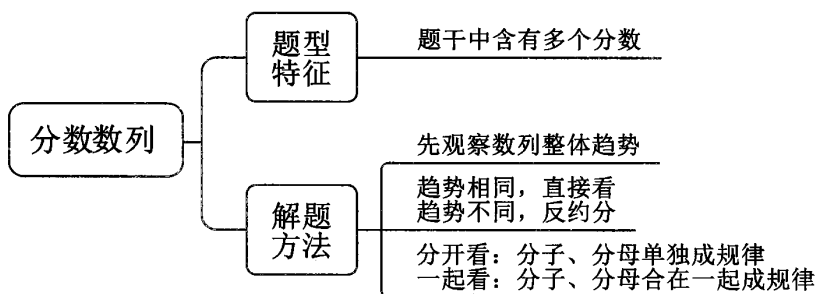 分数数列
题型
特征
题干中含有多个分数
解题
方法
先观察数列整体趋势
趋势相同，直接看
趋势不同，反约分
分开看：分子、分母单独成规律
一起看：分子、分母合在一起成规律